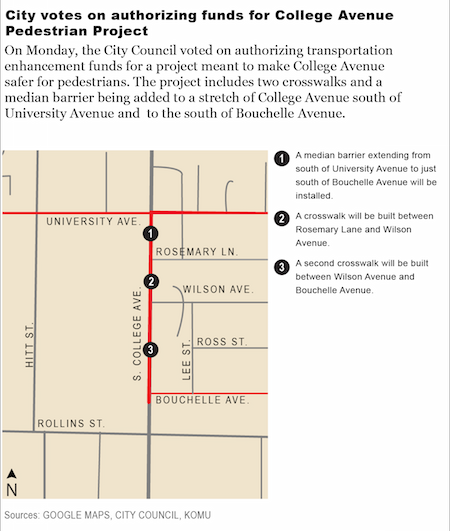 City votes on authorizing funds for College Avenue
Pedestrian Project
On Monday, the City Council voted on authorizing transportation
enhancement funds for a project meant to make College Avenue
safer for pedestrians. The project includes two crosswalks and a
median barrier being added to a stretch of College Avenue south of
University Avenue and  to the south of Bouchelle Avenue.
1 A median barrier extending from
south of University Avenue to just
south of Bouchelle Avenue will be
installed.
2 A crosswalk will be built between
Rosemary Lane and Wilson
Avenue.
3 A second crosswalk will be built
between Wilson Avenue and
Bouchelle Avenue.
UNIVERSITY AVE.
1
ROSEMARY LN.
2
WILSON AVE.
S. COLLEGE AVE.
HITT ST.
ROSS ST.
LEE ST.
3
BOUCHELLE AVE.
ROLLINS ST.
N
Sources: GOOGLE MAPS, CITY COUNCIL, KOMU